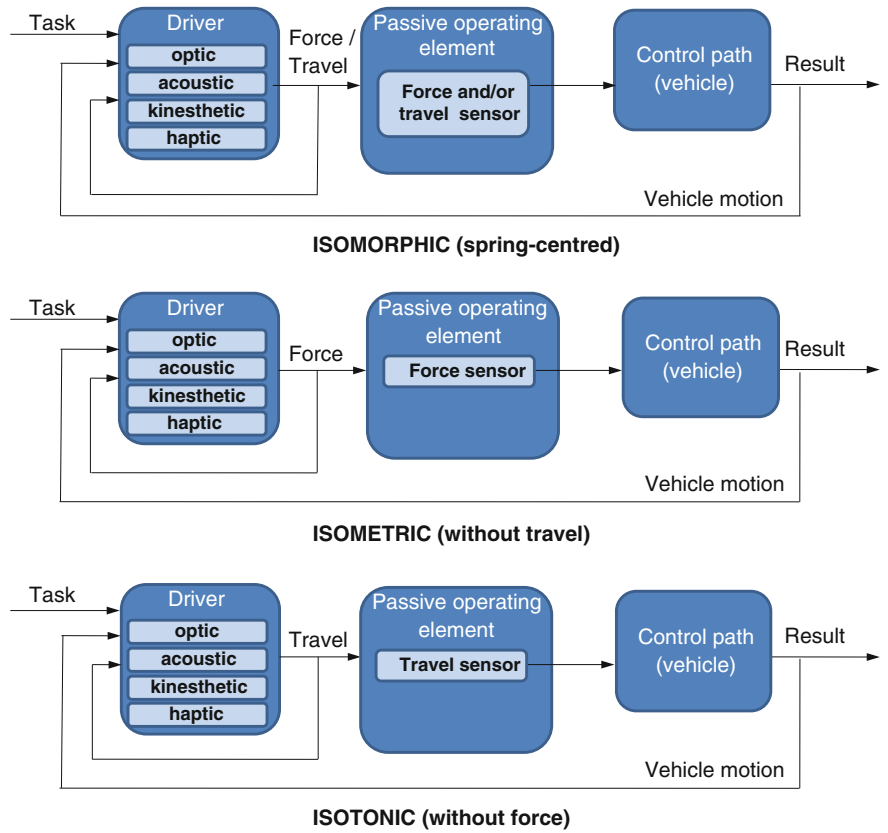 Task
Driver
optic
acoustic
kinesthetic
haptic
Force /
Travel
Passive operating
element
Force and/or
travel sensor
Control path
(vehicle)
Result
Vehicle motion
ISOMORPHIC (spring-centred)
Task
Driver
optic
acoustic
kinesthetic
haptic
Force
Passive operating
element
Force sensor
Control path
(vehicle)
Result
Vehicle motion
ISOMETRIC (without travel)
Task
Driver
optic
acoustic
kinesthetic
haptic
Travel
Passive operating
element
Travel sensor
Control path
(vehicle)
Result
Vehicle motion
ISOTONIC (without force)